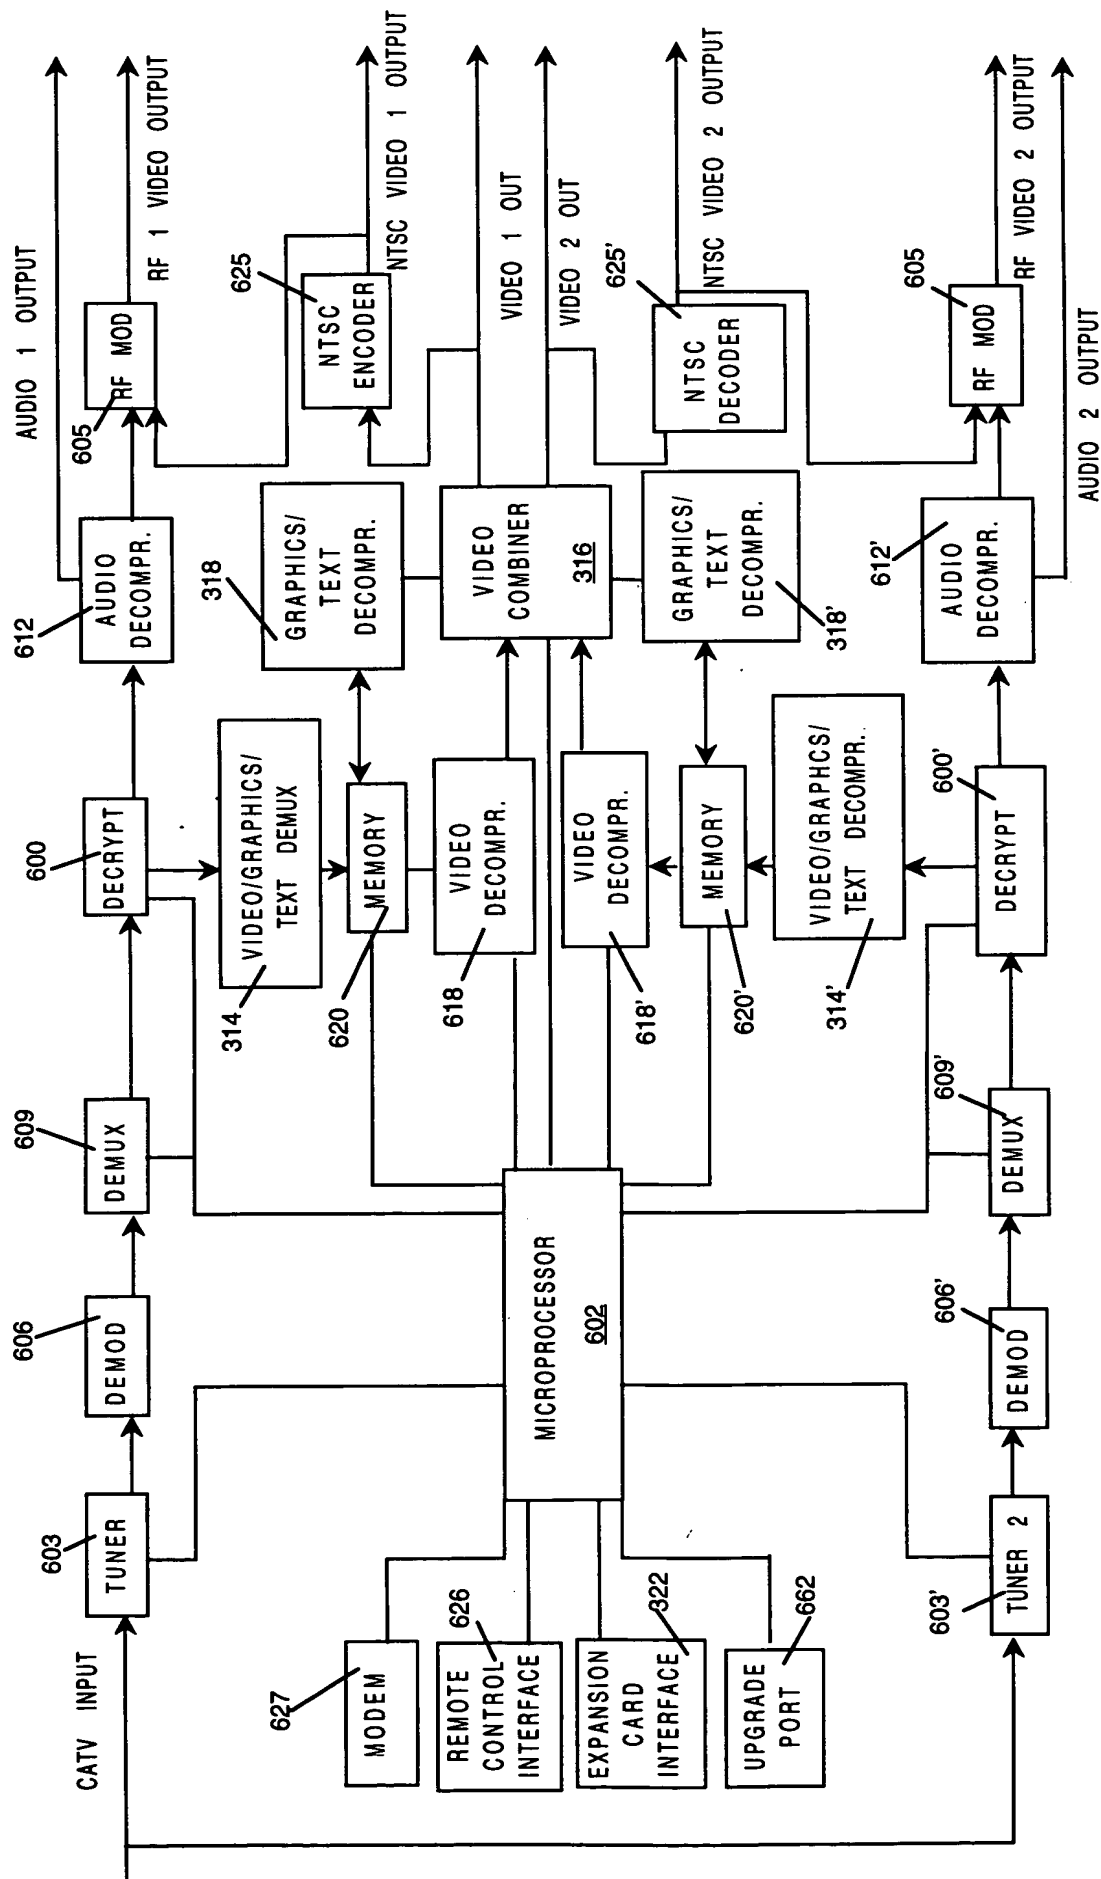 CATV INPUT
603
TUNER
606
DEMOD
609
DEMUX
600
DECRYPT
612
AUDIO
DECOMPR.
AUDIO 1 OUTPUT
605
RF MOD
RF 1 VIDEO OUTPUT
314
VIDEO/GRAPHICS/
TEXT DEMUX
318
GRAPHICS/
TEXT
DECOMPR.
625
NTSC
ENCODER
NTSC VIDEO 1 OUTPUT
620
MEMORY
618
VIDEO
DECOMPR.
VIDEO
COMBINER
316
VIDEO 1 OUT
VIDEO 2 OUT
627
MODEM
626
REMOTE
CONTROL
INTERFACE
322
EXPANSION
CARD
INTERFACE
662
UPGRADE
PORT
MICROPROCESSOR
602
618'
VIDEO
DECOMPR.
620'
MEMORY
314'
VIDEO/GRAPHCS/
TEXT DECOMPR.
318'
GRAPHICS/
TEXT
DECOMPR.
625'
NTSC
DECODER
NTSC VIDEO 2 OUTPUT
603'
TUNER 2
606'
DEMOD
609'
DEMUX
600'
DECRYPT
612'
AUDIO
DECOMPR.
605
RF MOD
RF VIDEO 2 OUTPUT
AUDIO 2 OUTPUT